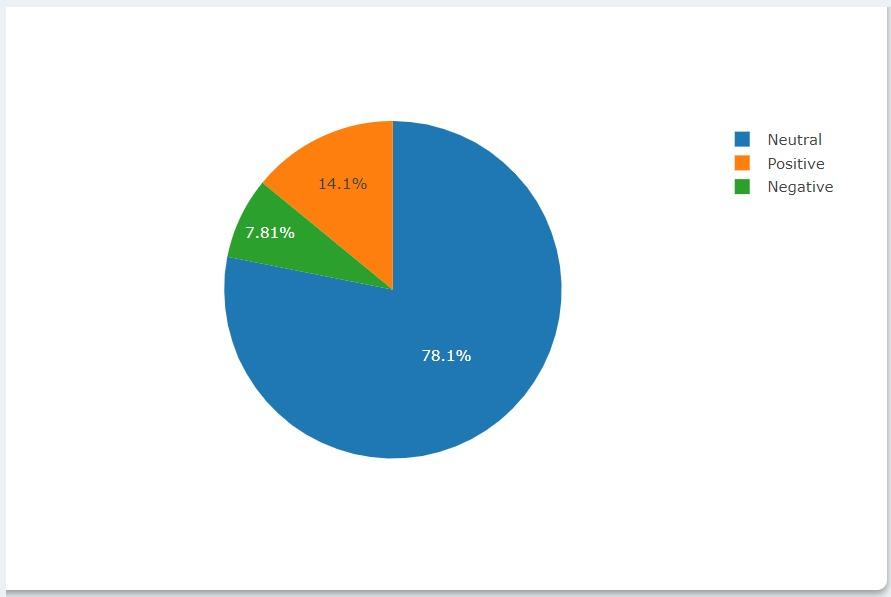 Neutral
Positive
Negative
14.1%
7.81%
78.1%